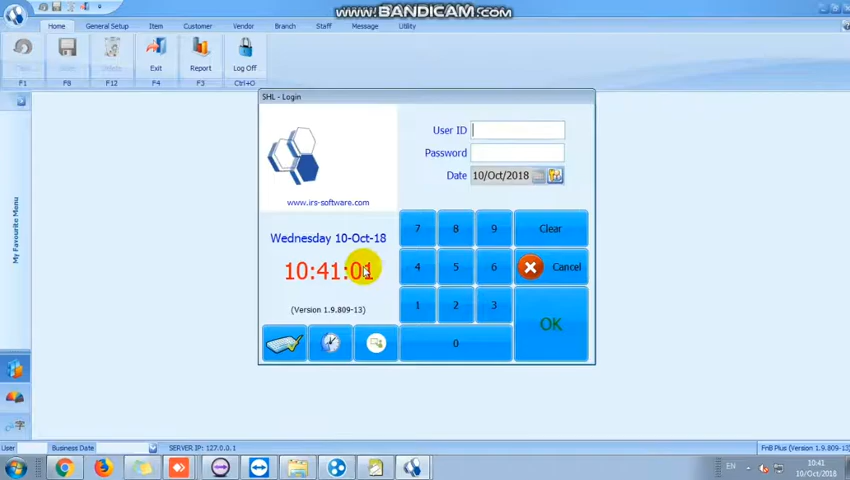 www.BANDICAM.com
Home General Setup Item Customer Vendor Branch Staff Message Utility
Exit Report Log Off
F1 F8 F12 F4 F3 Ctrl+O
SHL - Login
User ID
Password
Date 10/Oct/2018
www.irs-software.com
Wednesday 10-Oct-18
10:41:01
(Version 1.9.809-13)
7 8 9 Clear
4 5 6 Cancel
1 2 3 OK
0
My Favourite Menu
字
User Business Date SERVER IP: 127.0.0.1 FnB Plus (Version 1.9.809-13)
EN 10:41
10/Oct/2018